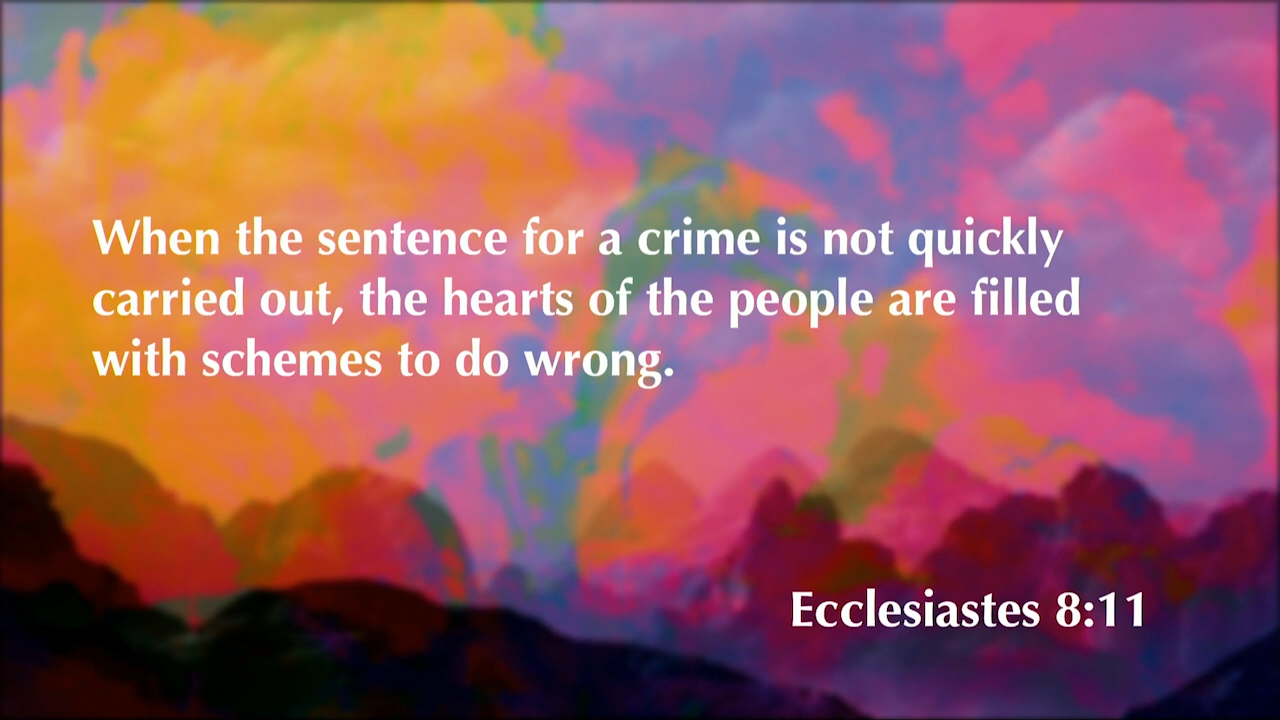 When the sentence for a crime is not quickly
carried out, the hearts of the people are filled
with schemes to do wrong.
Ecclesiastes 8:11